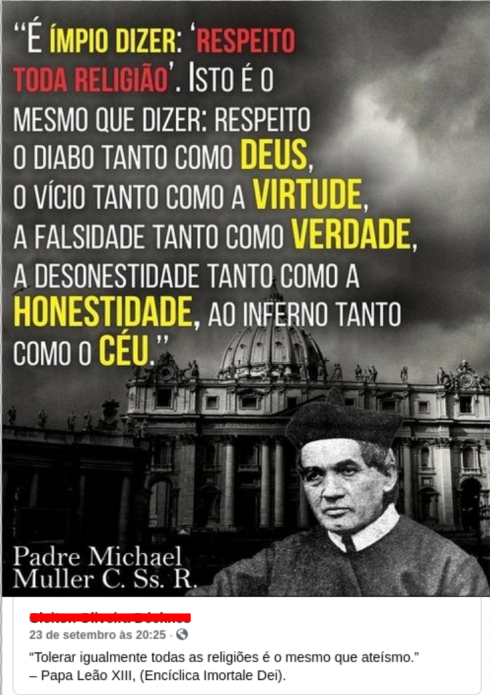 “É ÍMPIO DIZER: ‘RESPEITO
TODA RELIGIÃO’. ISTO É O
MESMO QUE DIZER: RESPEITO
O DIABO TANTO COMO DEUS,
O VÍCIO TANTO COMO A VIRTUDE,
A FALSIDADE TANTO COMO VERDADE,
A DESONESTIDADE TANTO COMO A
HONESTIDADE, AO INFERNO TANTO
COMO O CÉU.”
Padre Michael
Muller C. Ss. R.
23 de setembro às 20:25 ·
“Tolerar igualmente todas as religiões é o mesmo que ateísmo.”
– Papa Leão XIII, (Encíclica Imortale Dei).